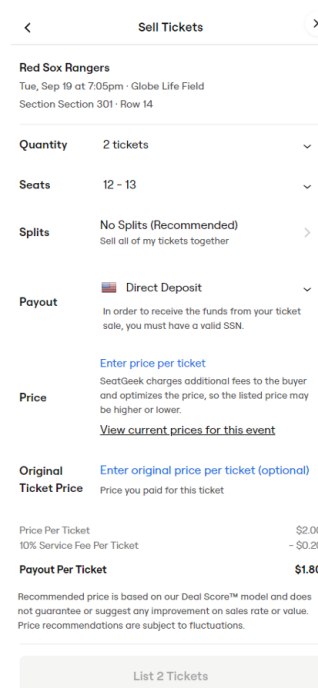 Sell Tickets
Red Sox Rangers
Tue, Sep 19 at 7:05pm · Globe Life Field
Section Section 301 · Row 14
Quantity 2 tickets
Seats 12 - 13
Splits No Splits (Recommended)
Sell all of my tickets together
Payout Direct Deposit
In order to receive the funds from your ticket
sale, you must have a valid SSN.
Enter price per ticket
Price SeatGeek charges additional fees to the buyer
and optimizes the price, so the listed price may
be higher or lower.
View current prices for this event
Original
Ticket Price
Enter original price per ticket (optional)
Price you paid for this ticket
Price Per Ticket $2.00
10% Service Fee Per Ticket - $0.20
Payout Per Ticket $1.80
Recommended price is based on our Deal Score™ model and does
not guarantee or suggest any improvement on sales rate or value.
Price recommendations are subject to fluctuations.
List 2 Tickets